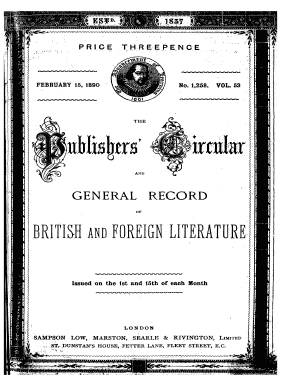 ESTD. 1837
PRICE THREEPENCE
FEBRUARY 15, 1890
No. 1,258. VOL. 53
1601
THE
Publishers' Circular
AND
GENERAL RECORD
OF
BRITISH AND FOREIGN LITERATURE
Issued on the 1st and 15th of each Month
LONDON
SAMPSON LOW, MARSTON, SEARLE & RIVINGTON, Limited
ST. DUNSTAN'S HOUSE, FETTER LANE, FLEET STREET, E.C.